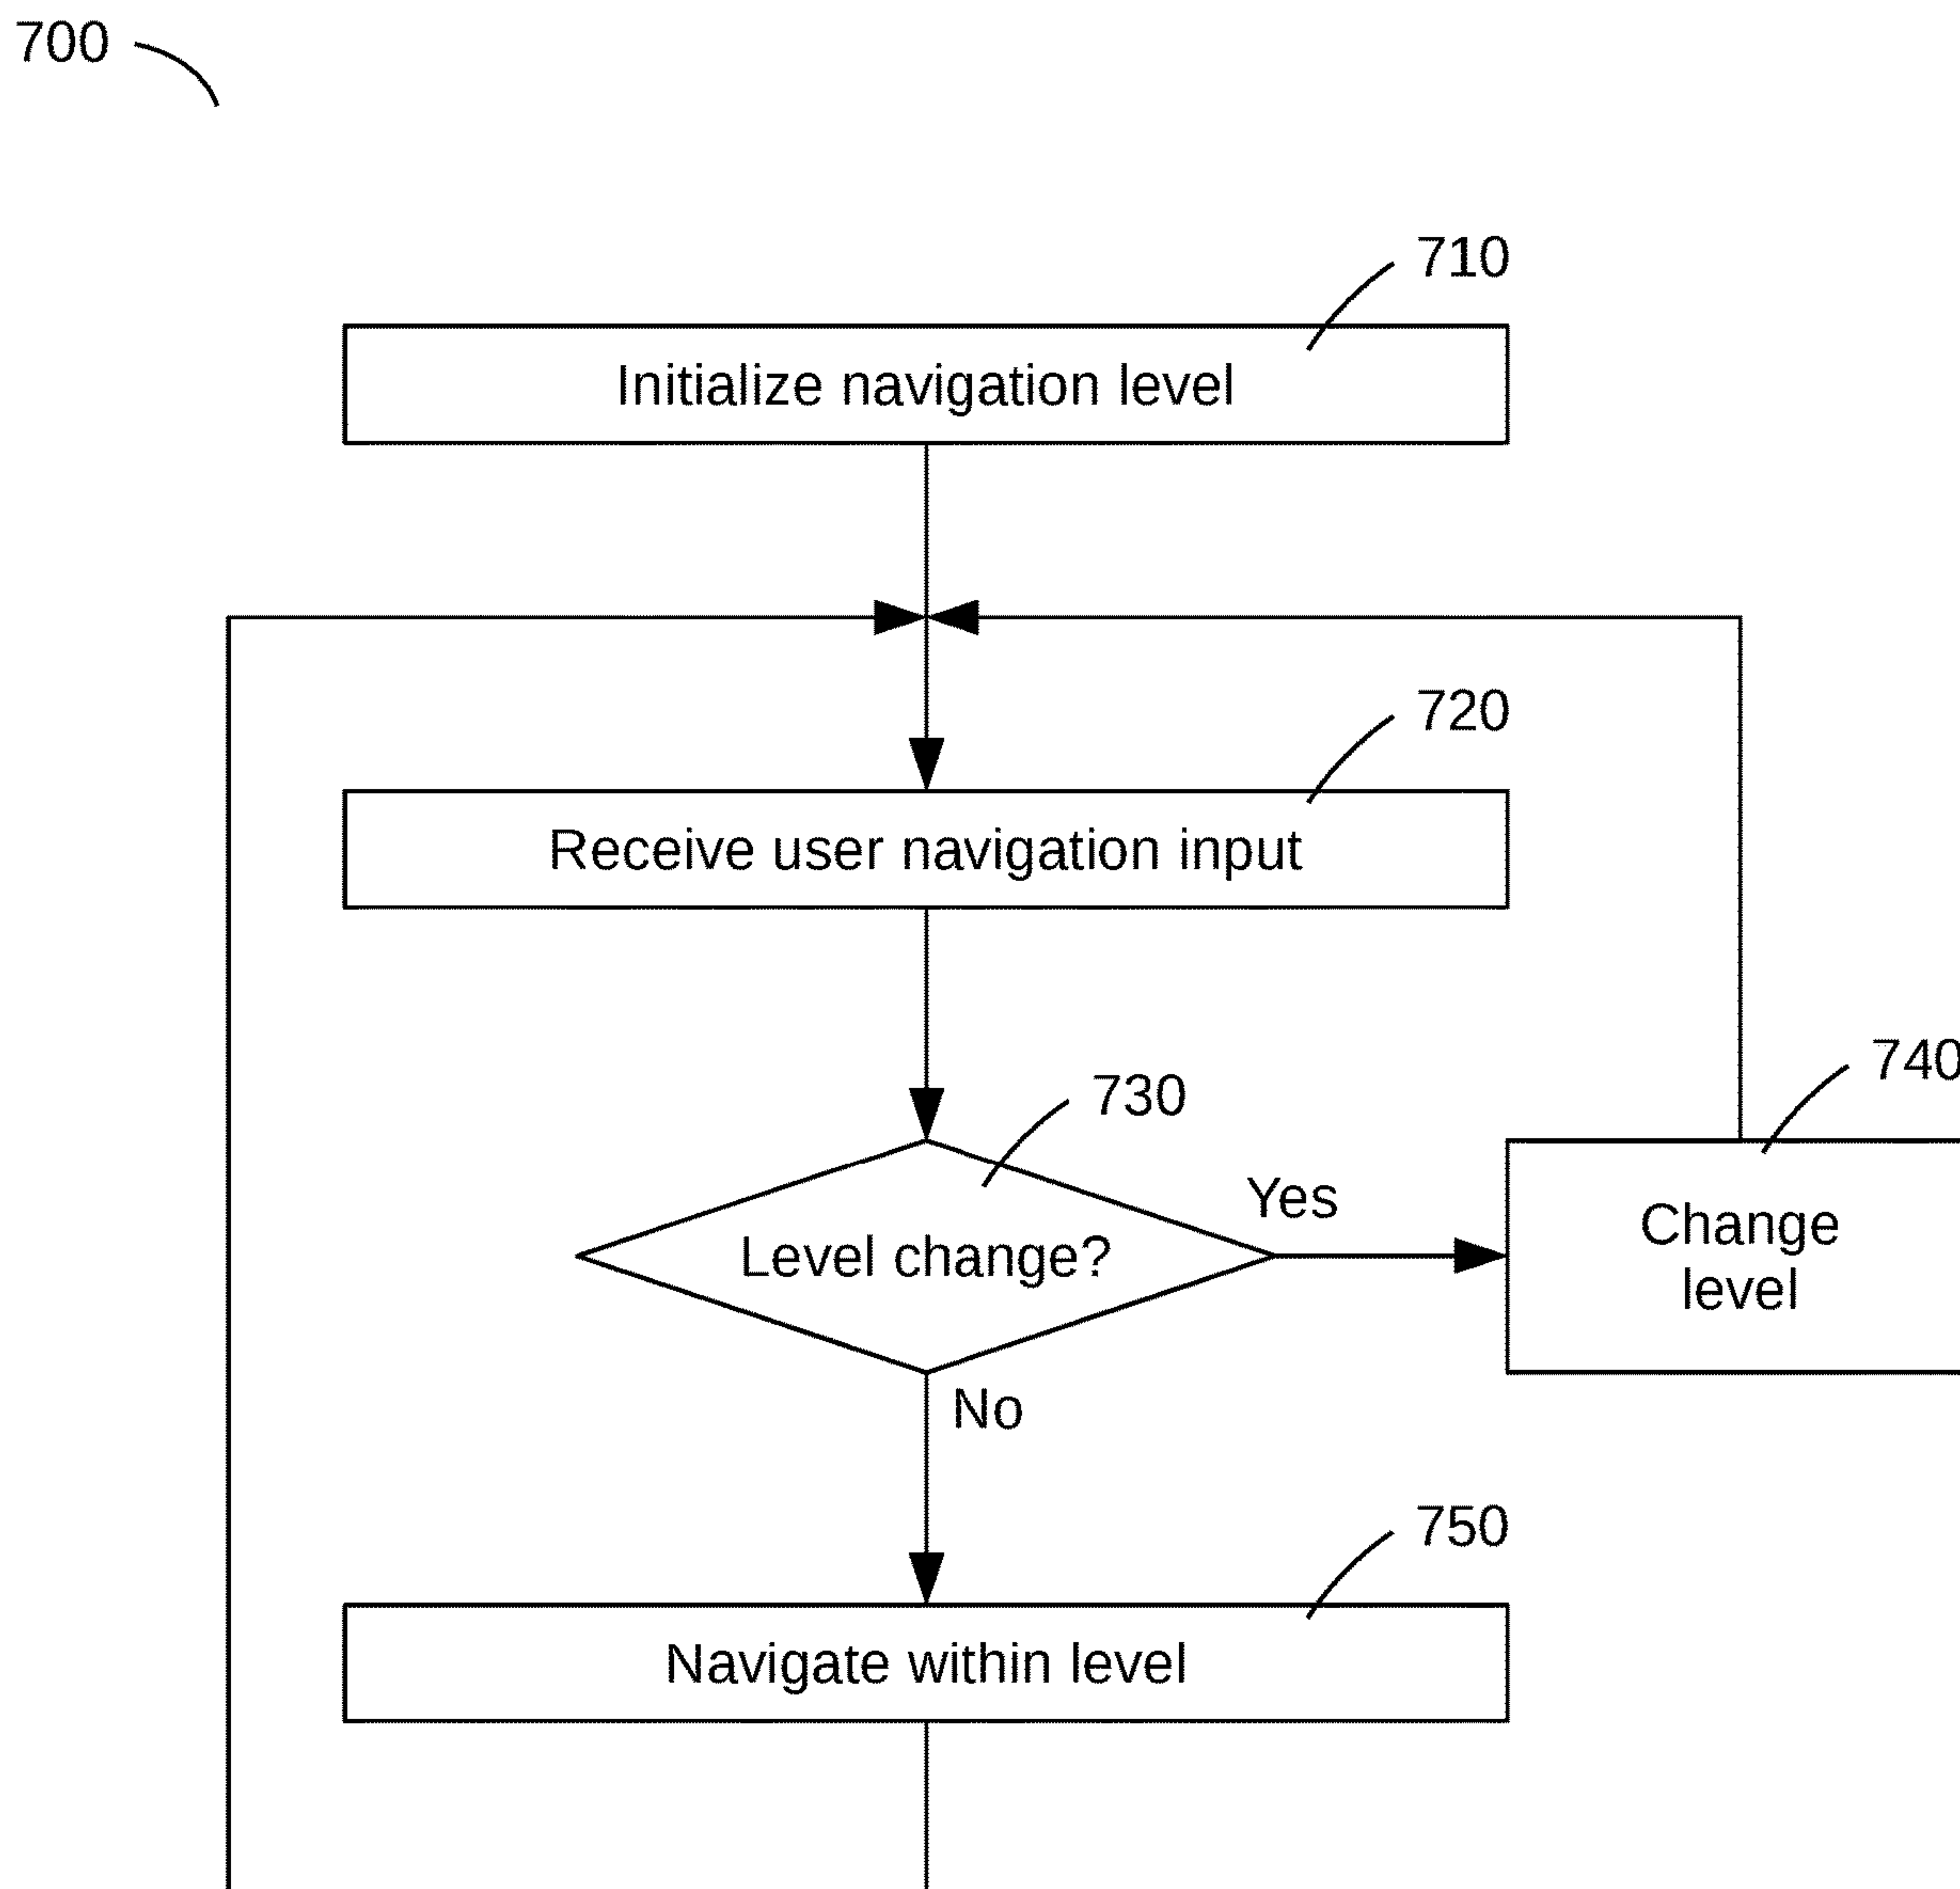 700
710
Initialize navigation level
720
Receive user navigation input
730
740
Yes
Level change?
Change
level
No
750
Navigate within level